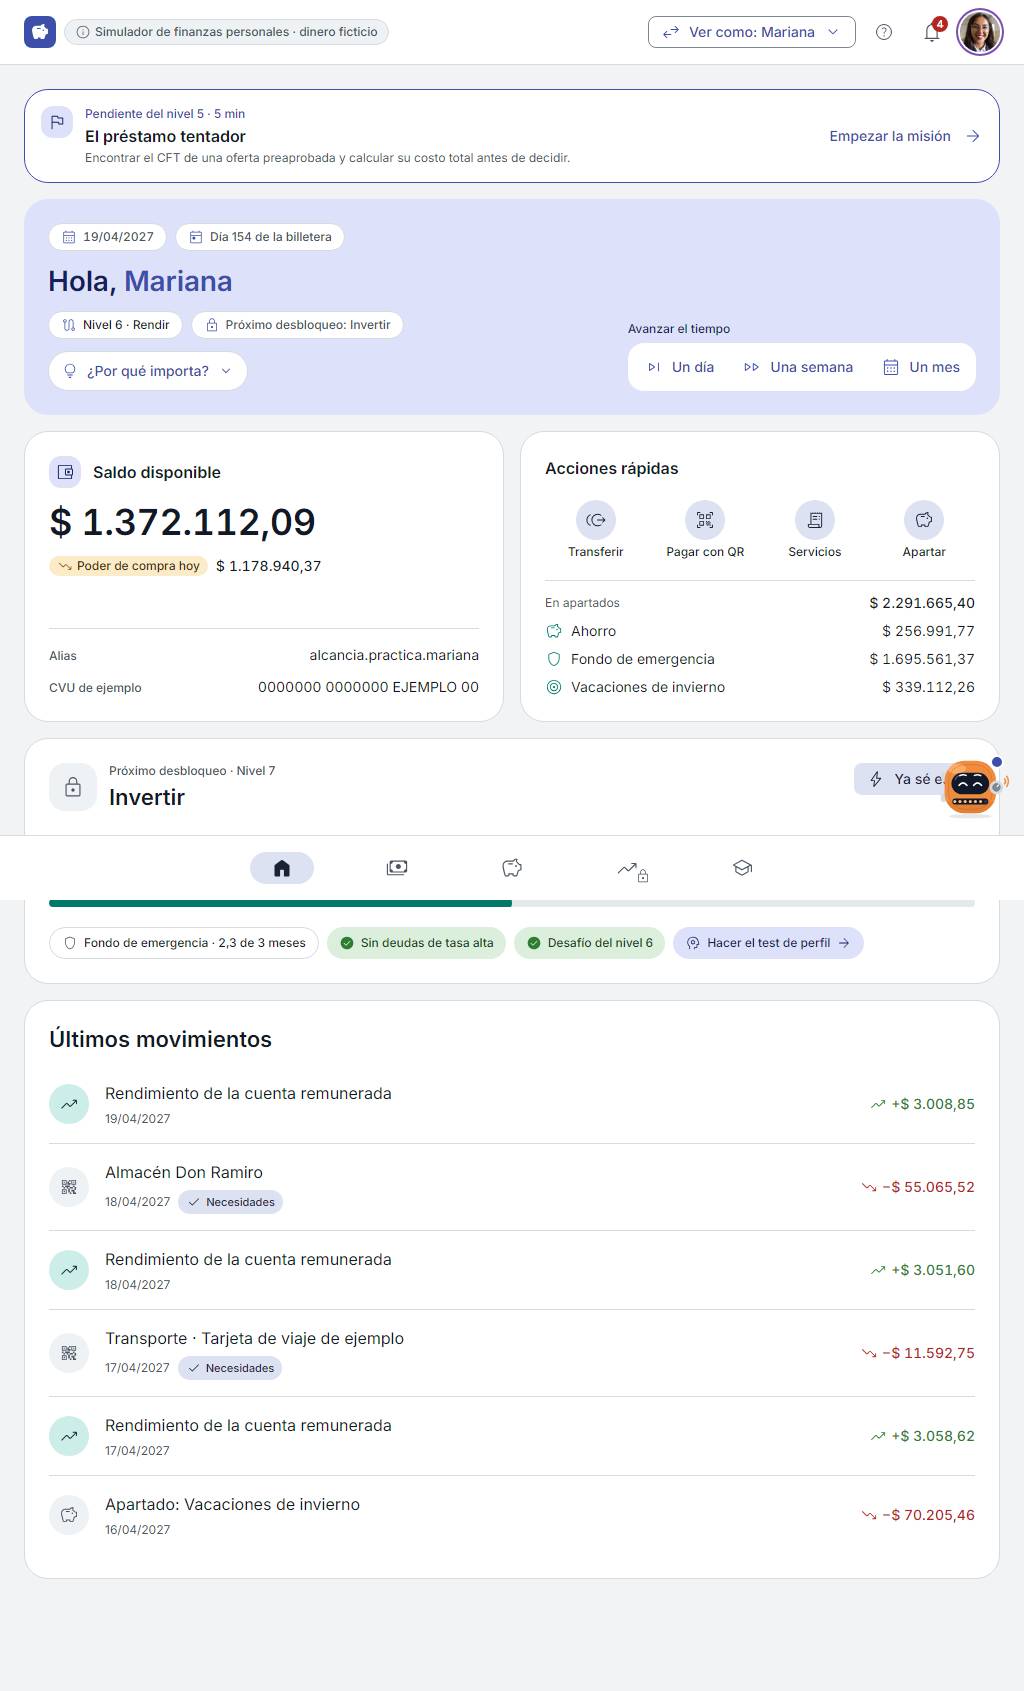 Simulador de finanzas personales · dinero ficticio
Ver como: Mariana
4
Pendiente del nivel 5 · 5 min
El préstamo tentador
Encontrar el CFT de una oferta preaprobada y calcular su costo total antes de decidir.
Empezar la misión
19/04/2027
Día 154 de la billetera
Hola, Mariana
Nivel 6 · Rendir
Próximo desbloqueo: Invertir
¿Por qué importa?
Avanzar el tiempo
Un día
Una semana
Un mes
Saldo disponible
$ 1.372.112,09
Poder de compra hoy
$ 1.178.940,37
Alias
alcancia.practica.mariana
CVU de ejemplo
0000000 0000000 EJEMPLO 00
Acciones rápidas
Transferir
Pagar con QR
Servicios
Apartar
En apartados
$ 2.291.665,40
Ahorro
$ 256.991,77
Fondo de emergencia
$ 1.695.561,37
Vacaciones de invierno
$ 339.112,26
Próximo desbloqueo · Nivel 7
Invertir
Ya sé
Fondo de emergencia · 2,3 de 3 meses
Sin deudas de tasa alta
Desafío del nivel 6
Hacer el test de perfil
Últimos movimientos
Rendimiento de la cuenta remunerada
19/04/2027
+$ 3.008,85
Almacén Don Ramiro
18/04/2027
Necesidades
−$ 55.065,52
Rendimiento de la cuenta remunerada
18/04/2027
+$ 3.051,60
Transporte · Tarjeta de viaje de ejemplo
17/04/2027
Necesidades
−$ 11.592,75
Rendimiento de la cuenta remunerada
17/04/2027
+$ 3.058,62
Apartado: Vacaciones de invierno
16/04/2027
−$ 70.205,46